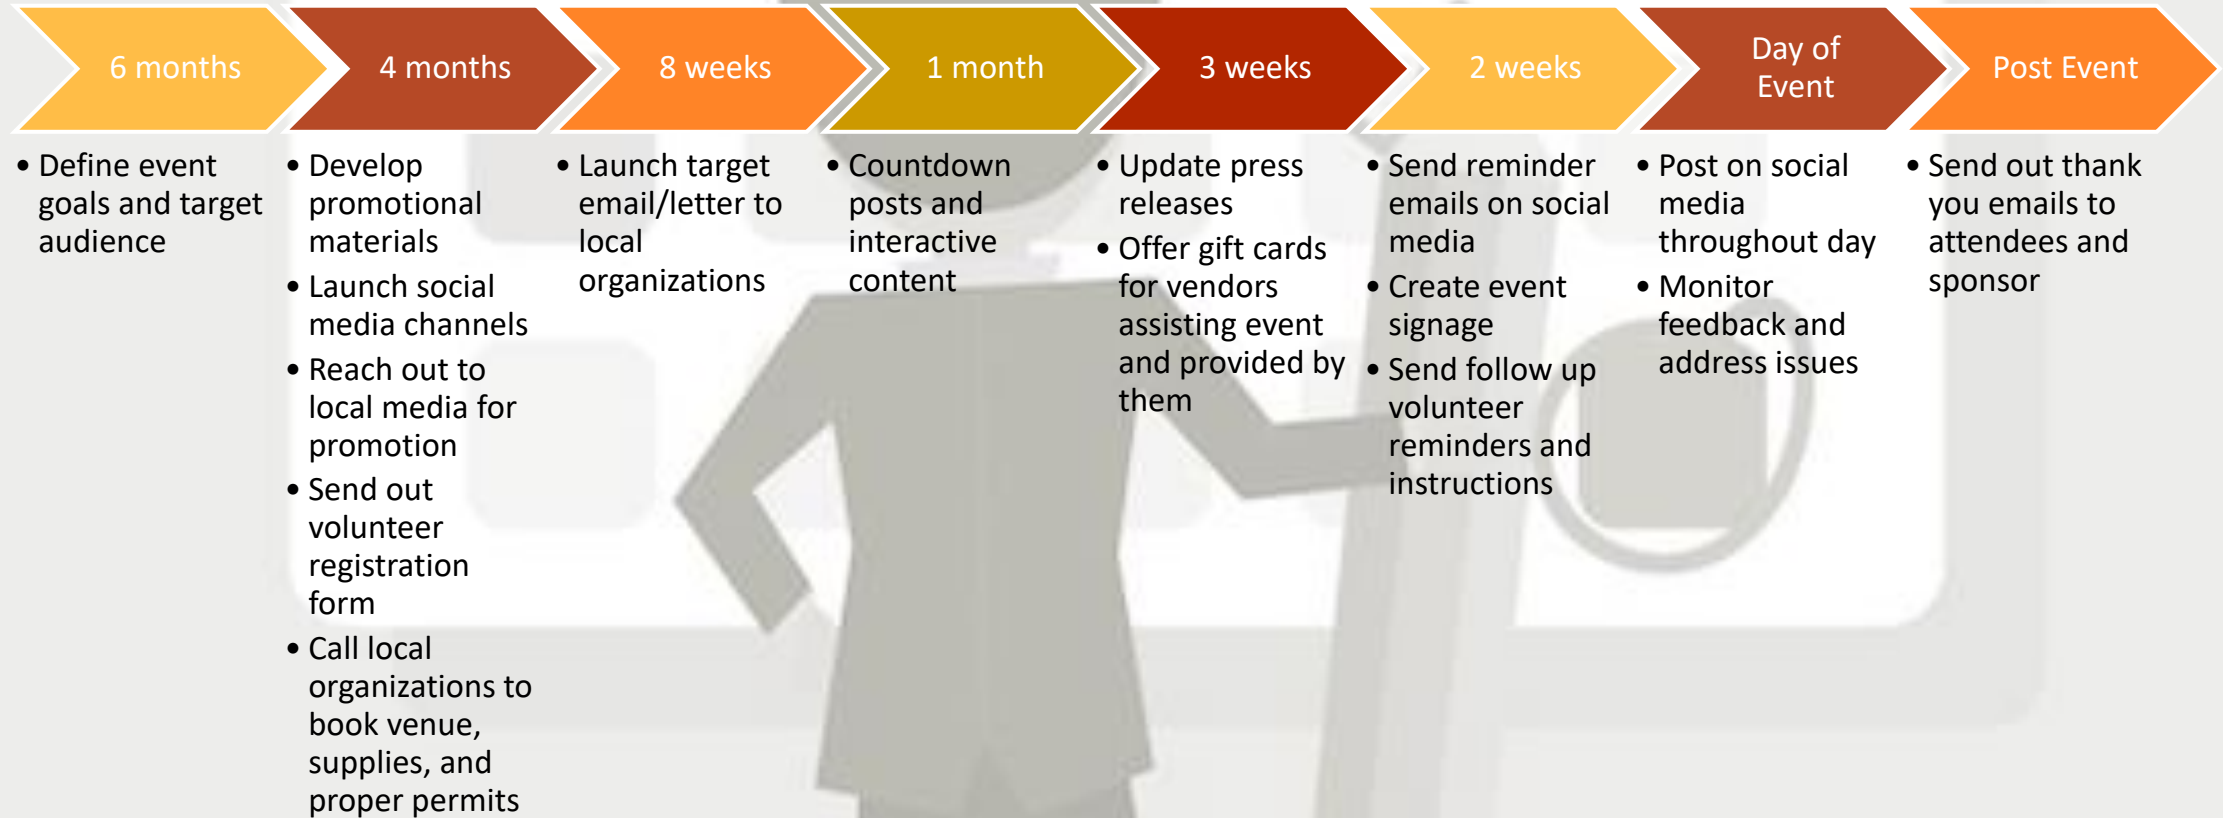 6 months
4 months
8 weeks
1 month
3 weeks
2 weeks
Day of
Event
Post Event
• Define event
goals and target
audience
• Develop
promotional
materials
• Launch social
media channels
• Reach out to
local media for
promotion
• Send out
volunteer
registration
form
• Call local
organizations to
book venue,
supplies, and
proper permits
• Launch target
email/letter to
local
organizations
• Countdown
posts and
interactive
content
• Update press
releases
• Offer gift cards
for vendors
assisting event
and provided by
them
• Send reminder
emails on social
media
• Create event
signage
• Send follow up
volunteer
reminders and
instructions
• Post on social
media
throughout day
• Monitor
feedback and
address issues
• Send out thank
you emails to
attendees and
sponsor